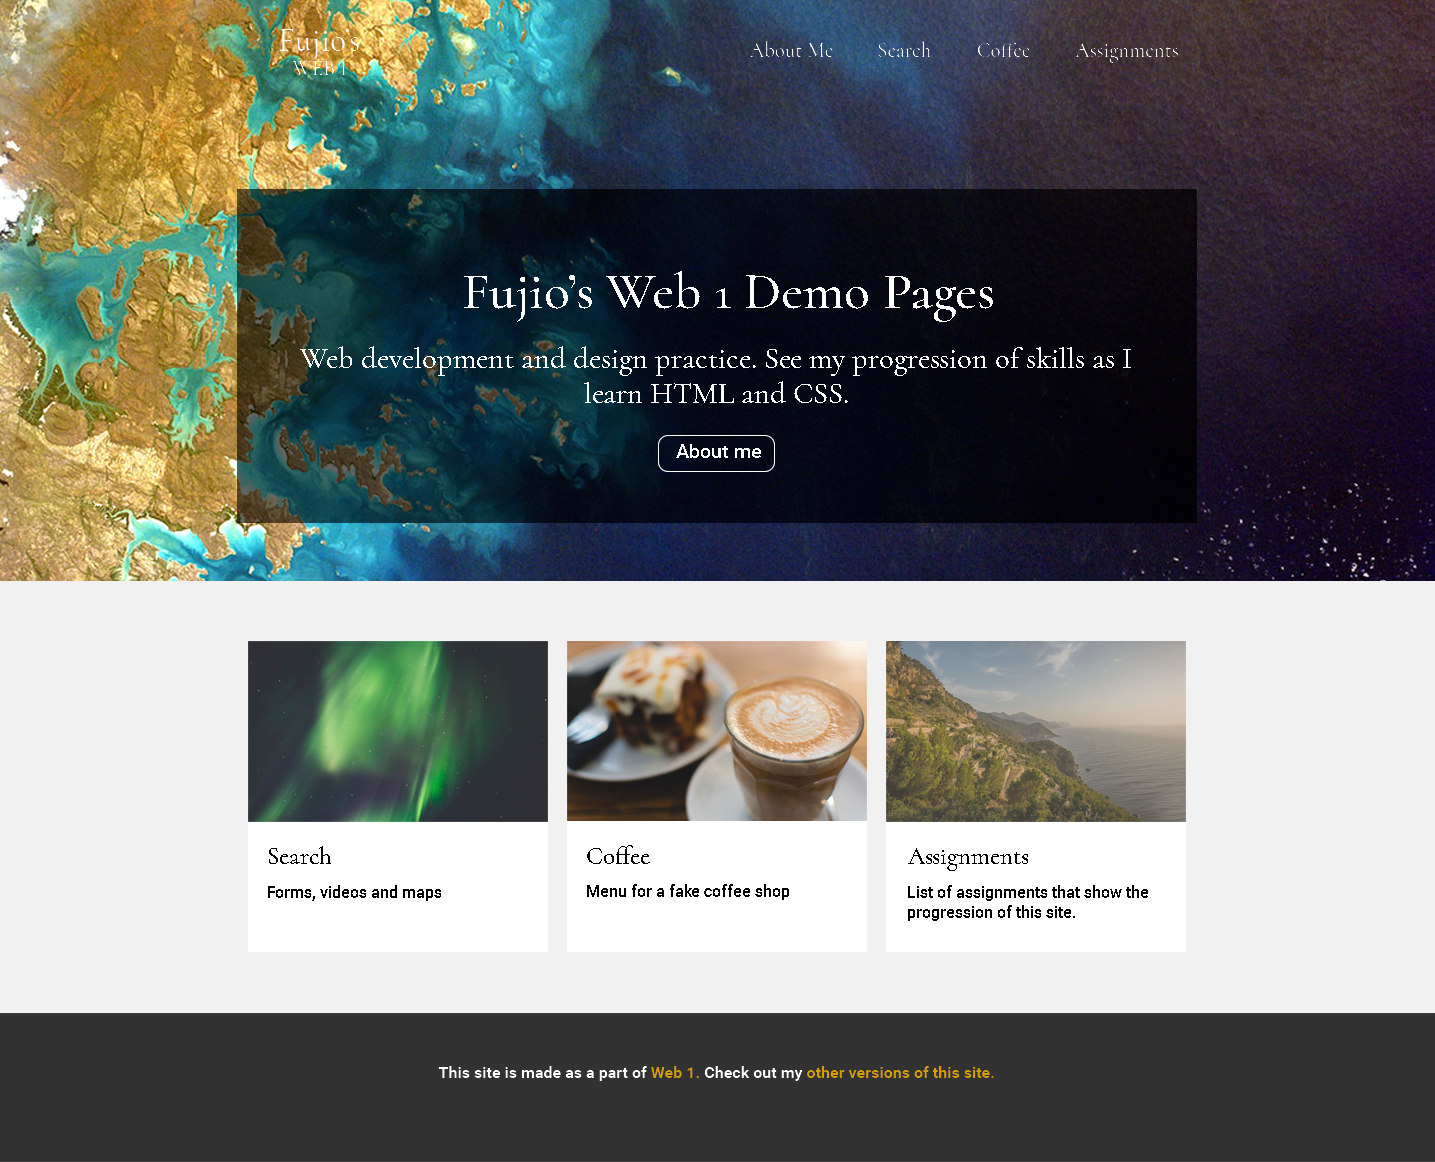 Fujio's
WEB 1
About Me
Search
Coffee
Assignments
Fujio’s Web 1 Demo Pages
Web development and design practice. See my progression of skills as I
learn HTML and CSS.
About me
Search
Forms, videos and maps
Coffee
Menu for a fake coffee shop
Assignments
List of assignments that show the
progression of this site.
This site is made as a part of Web 1. Check out my other versions of this site.